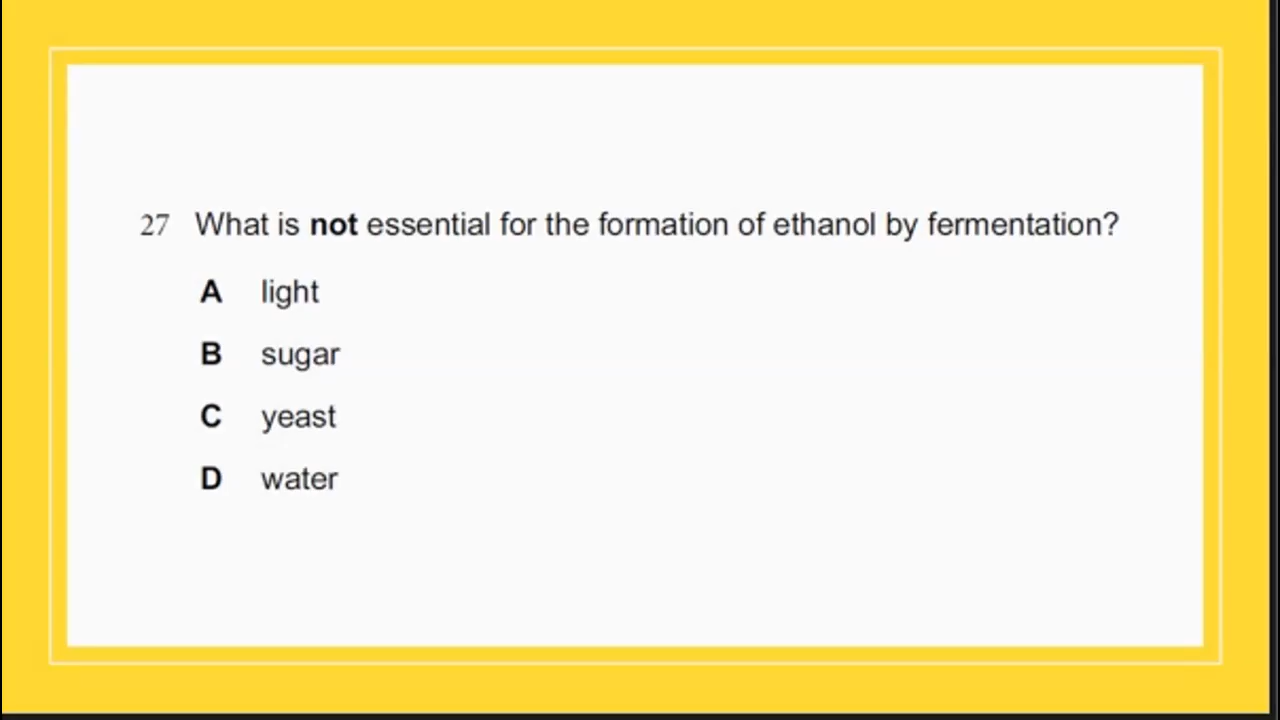 27 What is not essential for the formation of ethanol by fermentation?
A light
B sugar
C yeast
D water